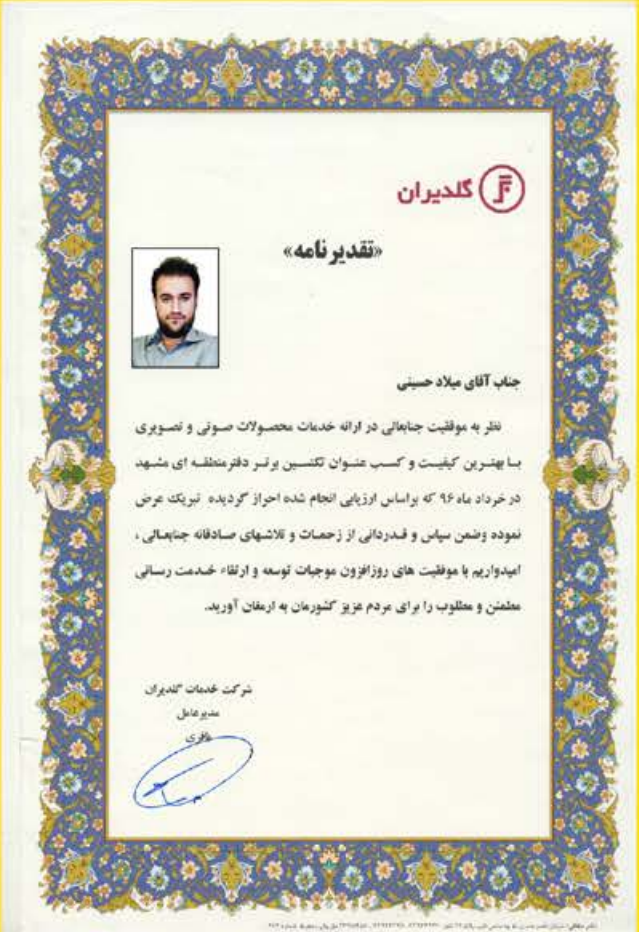 گلدیران
«تقدیرنامه»
جناب آقای میلاد حسینی
نظر به موفقیت جنابعالی در ارائه خدمات محصولات صوتی و تصویری
با بهترین کیفیت و کسب عنوان تکنسین برتر دفترمنطقه ای مشهد
در خرداد ماه ۹۶ که براساس ارزیابی انجام شده احراز گردیده تبریک عرض
نموده وضمن سپاس و قدردانی از زحمات و تلاشهای صادقانه جنابعالی ،
امیدواریم با موفقیت های روزافزون موجبات توسعه و ارتقاء خدمت رسانی
مطمئن و مطلوب را برای مردم عزیز کشورمان به ارمغان آورید.
شرکت خدمات گلدیران
مدیرعامل